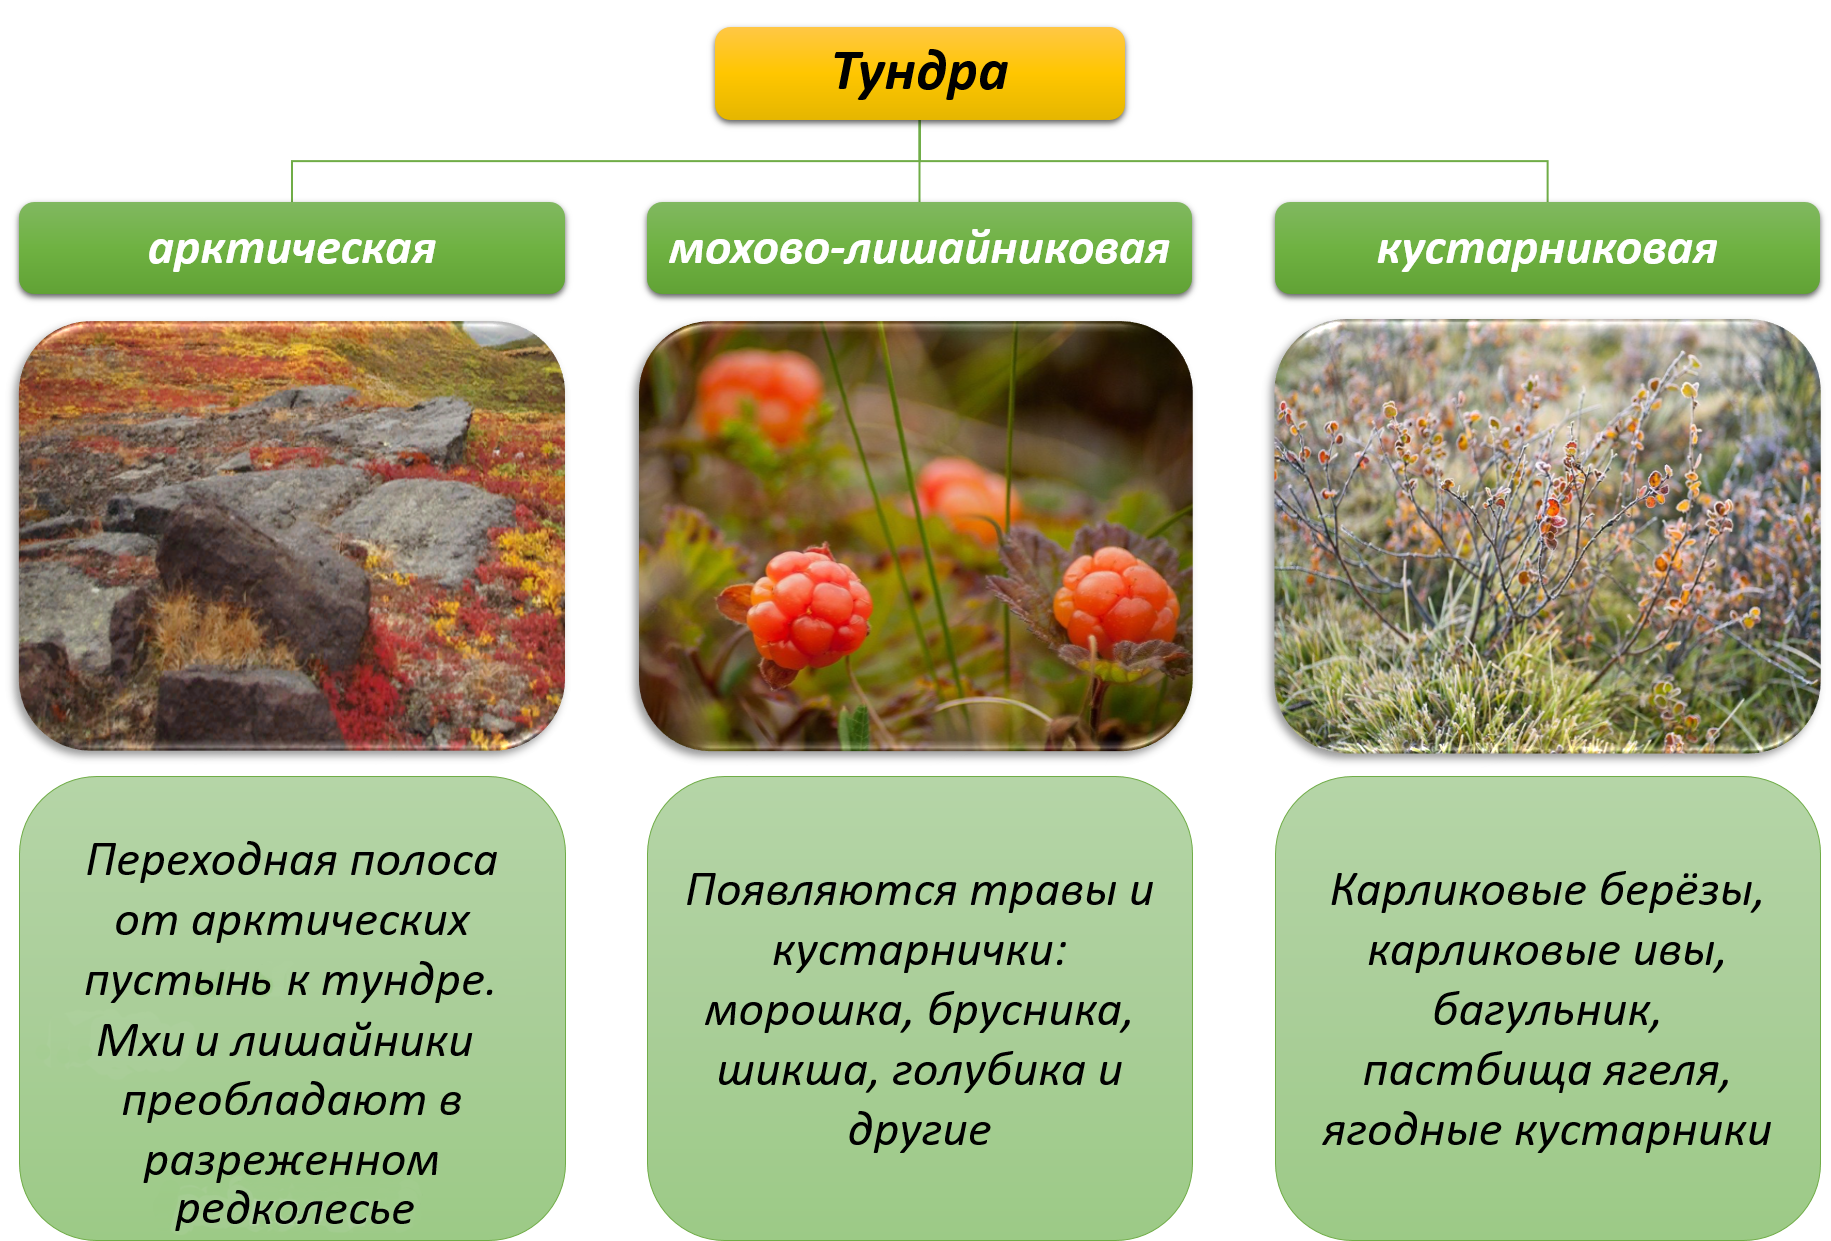 Тундра
арктическая
мохово-лишайниковая
кустарниковая
Переходная полоса
от арктических
пустынь к тундре.
Мхи и лишайники
преобладают в
разреженном
редколесье
Появляются травы и
кустарнички:
морошка, брусника,
шикша, голубика и
другие
Карликовые берёзы,
карликовые ивы,
багульник,
пастбища ягеля,
ягодные кустарники